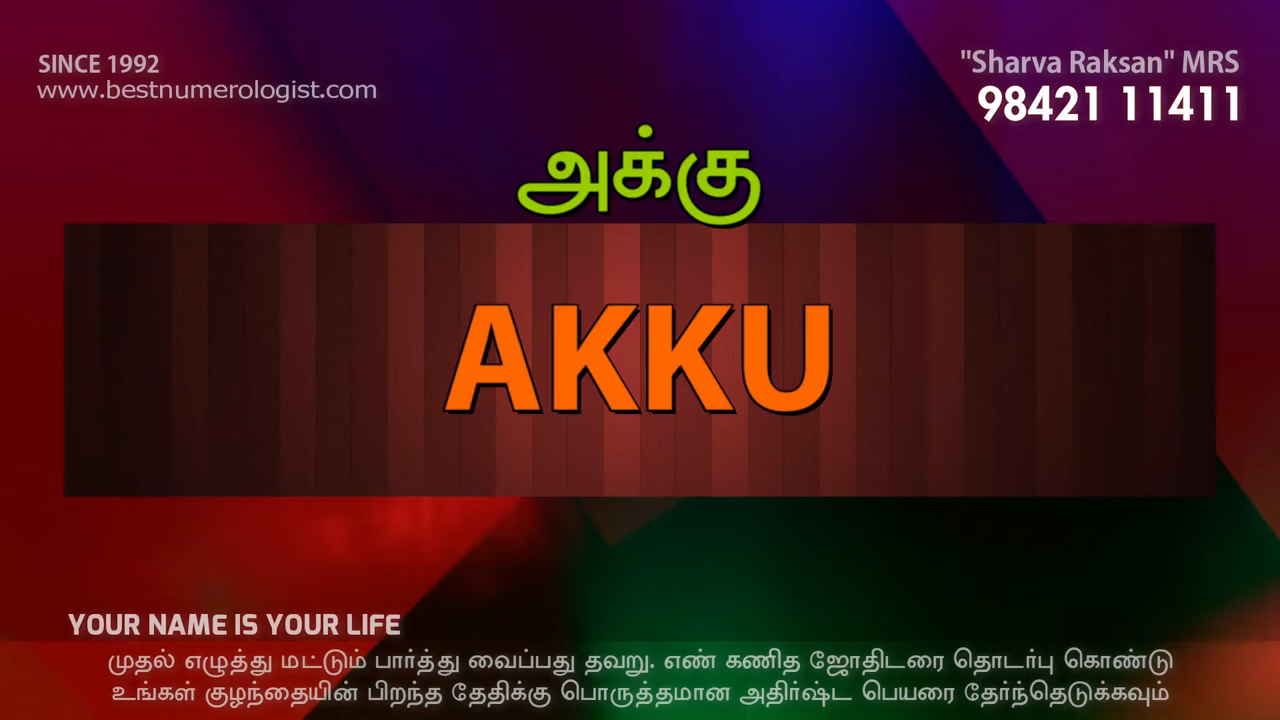 SINCE 1992
www.bestnumerologist.com
"Sharva Raksan" MRS
98421 11411
அக்கு
AKKU
YOUR NAME IS YOUR LIFE
முதல் எழுத்து மட்டும் பார்த்து வைப்பது தவறு. எண் கணித ஜோதிடரை தொடர்பு கொண்டு
உங்கள் குழந்தையின் பிறந்த தேதிக்கு பொருத்தமான அதிர்ஷ்ட பெயரை தேர்ந்தெடுக்கவும்